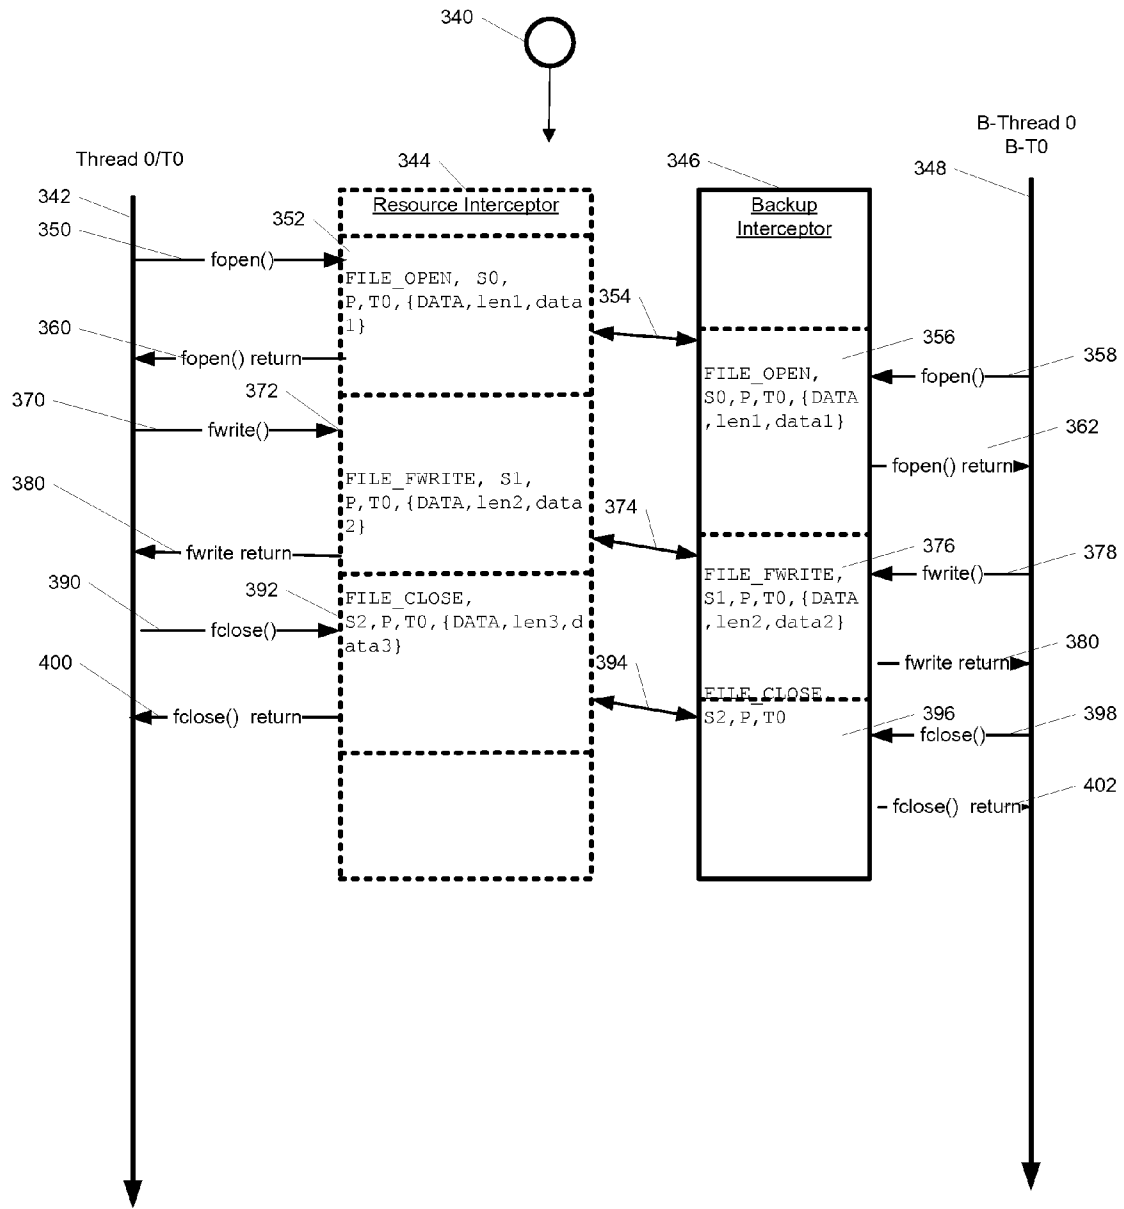 340
B-Thread 0
B-T0
Thread 0/T0
344
346
348
342
Resource Interceptor
Backup
Interceptor
350
352
fopen()
FILE_OPEN, S0,
P,T0,{DATA,len1,data
1}
354
360
fopen() return
356
358
FILE_OPEN,
S0,P,T0,{DATA
,len1,data1}
fopen()
370
372
fwrite()
362
fopen() return
380
FILE_FWRITE, S1,
P,T0,{DATA,len2,data
2}
374
fwrite return
376
378
FILE_FWRITE,
S1,P,T0,{DATA
,len2,data2}
fwrite()
390
392
FILE_CLOSE,
S2,P,T0,{DATA,len3,d
ata3}
fclose()
380
fwrite return
400
394
fclose() return
FILE_CLOSE
S2,P,T0
396
398
fclose()
402
fclose() return